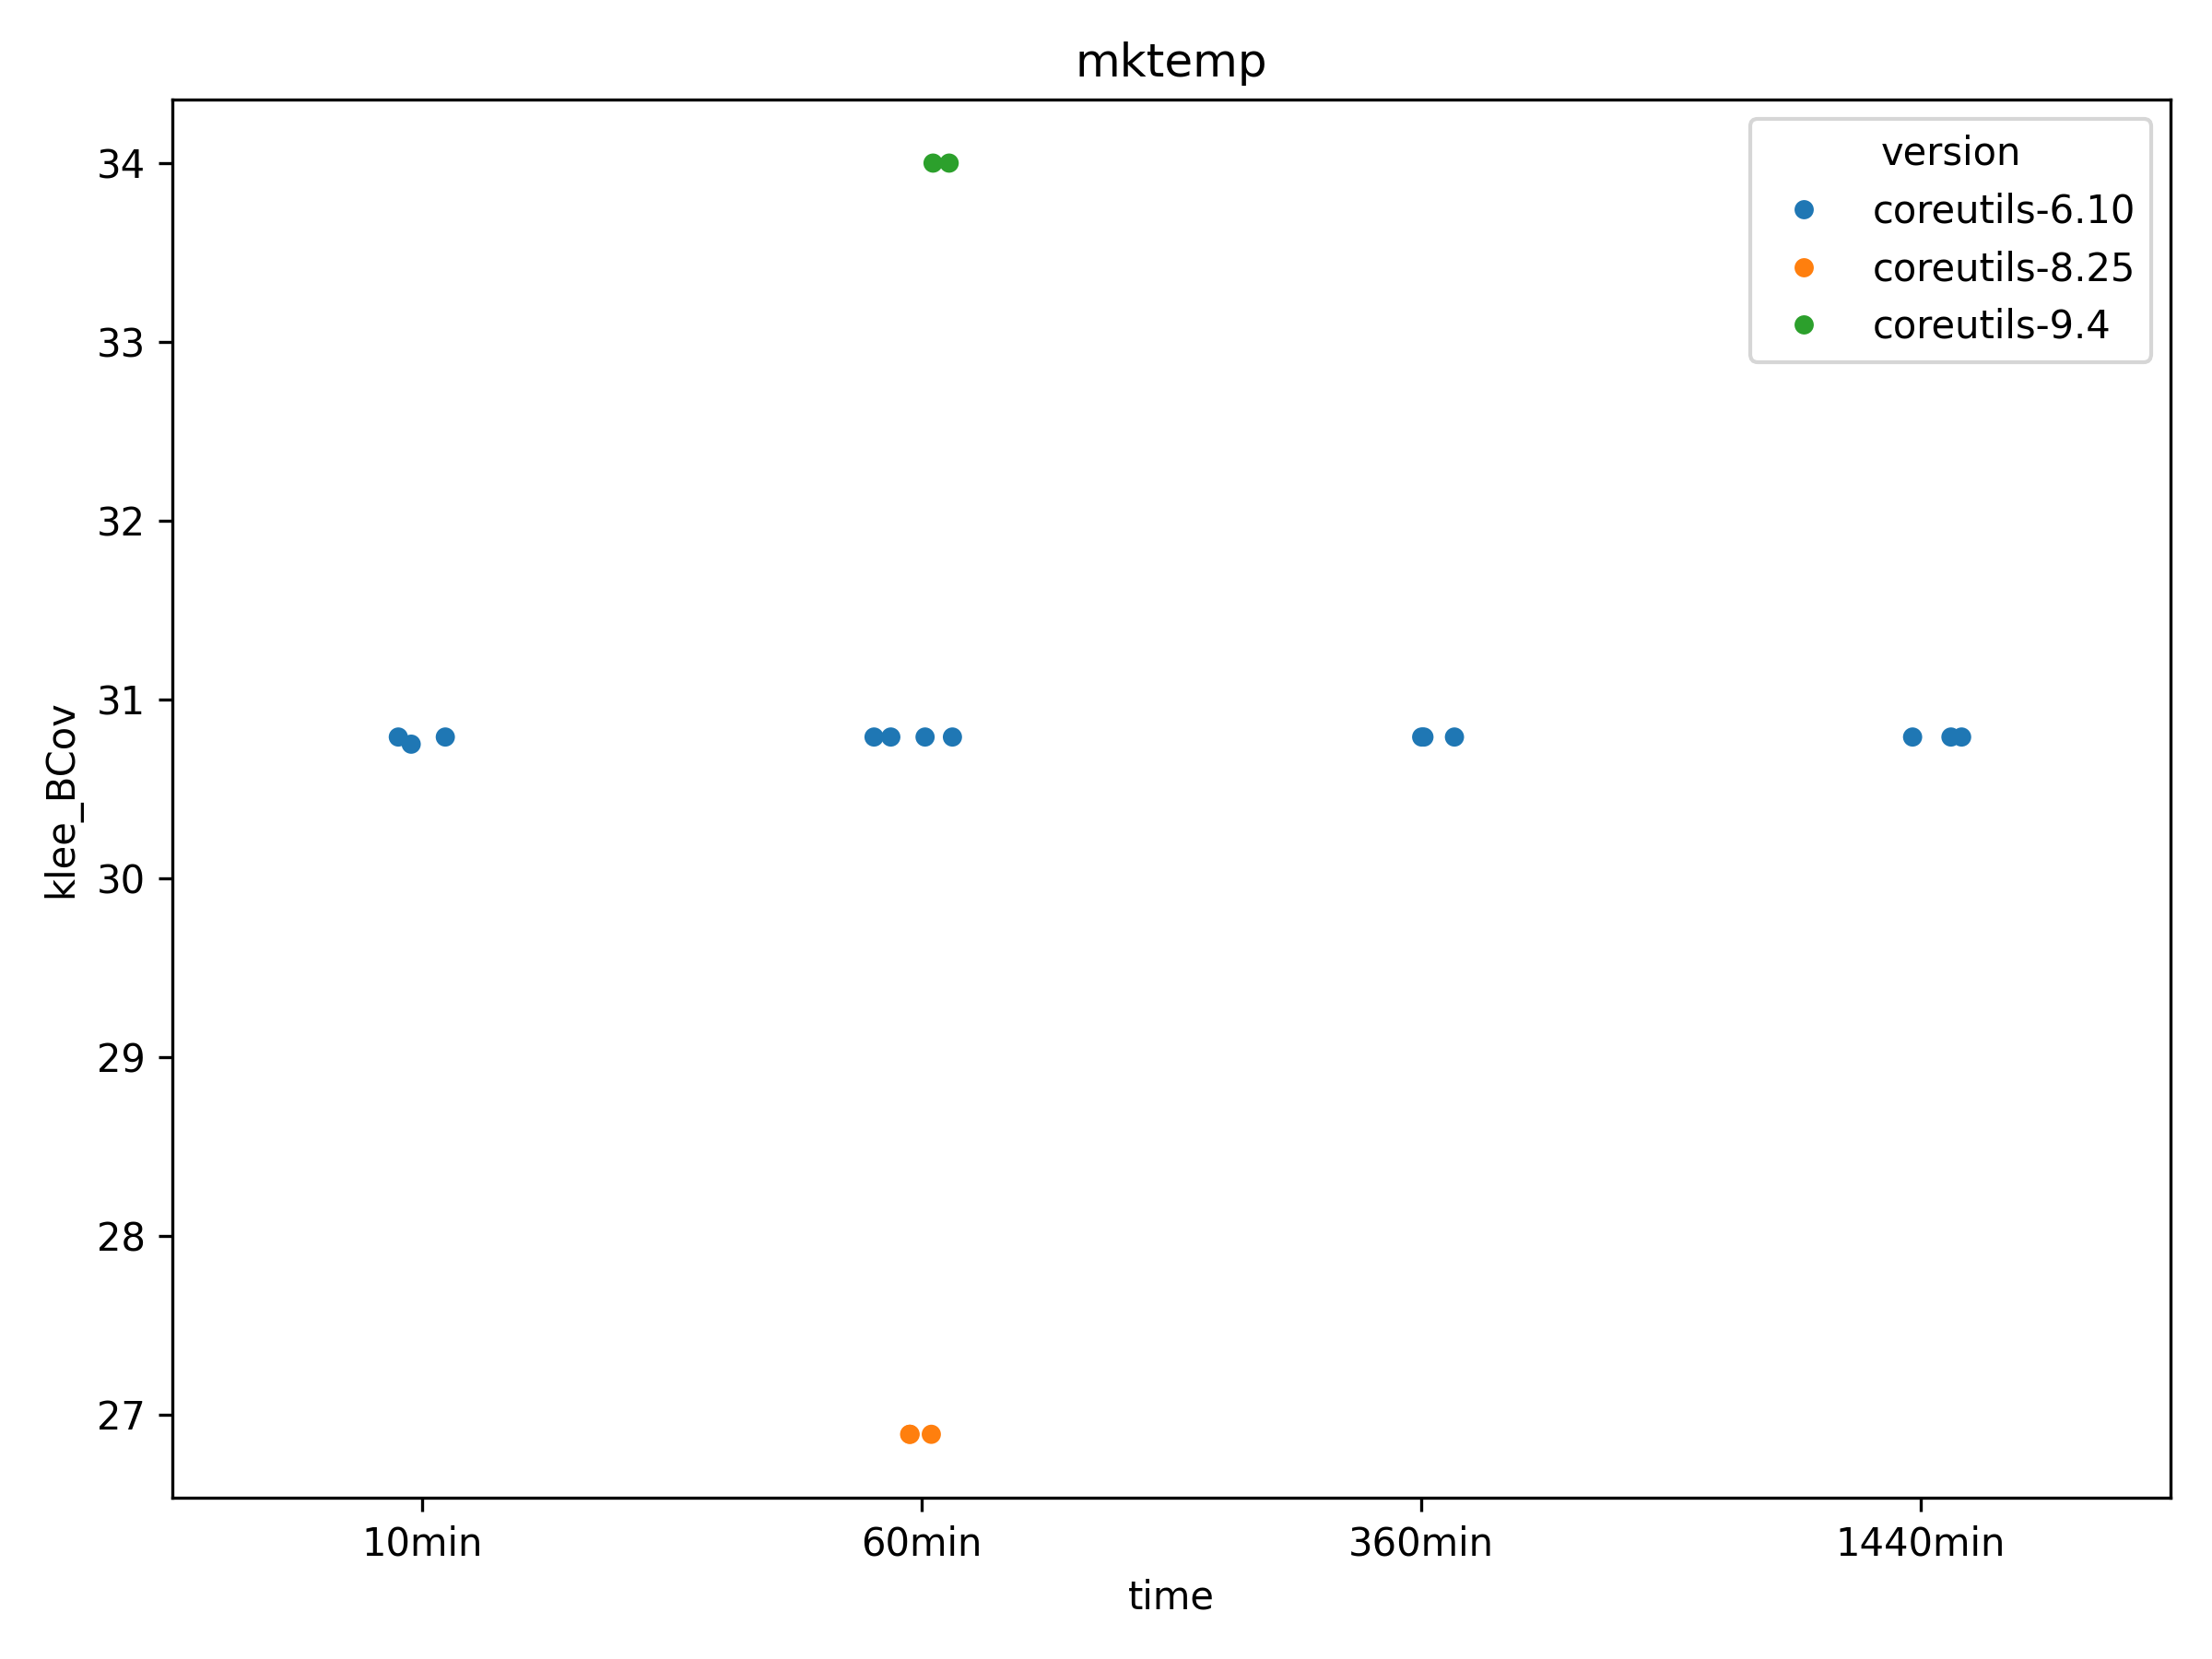 mktemp
version
coreutils-6.10
coreutils-8.25
coreutils-9.4
klee_BCov
34
33
32
31
30
29
28
27
10min
60min
360min
1440min
time